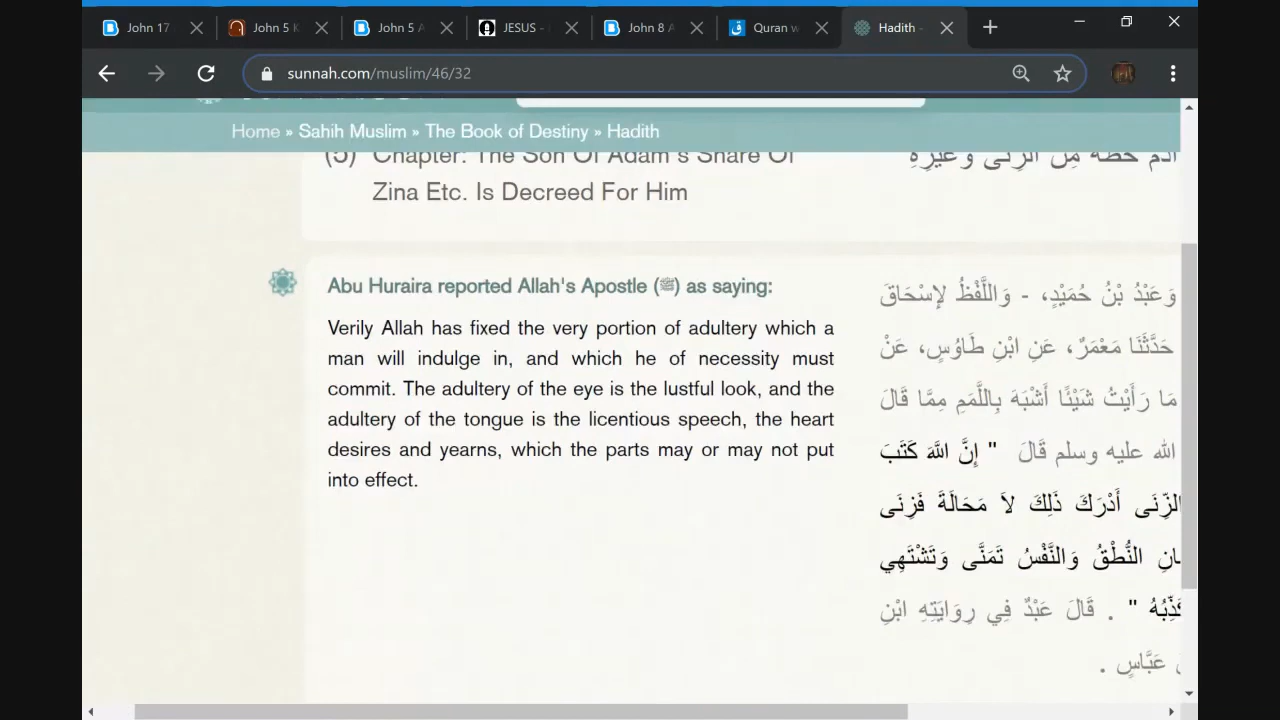 John 17
John 5 K
John 5 A
JESUS -
John 8 A
Quran w
Hadith -
sunnah.com/muslim/46/32
Home » Sahih Muslim » The Book of Destiny » Hadith
(5) Chapter: The Son Of Adam's Share Of
Zina Etc. Is Decreed For Him
آدم حظه من الزنى وغيره
Abu Huraira reported Allah's Apostle (ﷺ) as saying:
Verily Allah has fixed the very portion of adultery which a
man will indulge in, and which he of necessity must
commit. The adultery of the eye is the lustful look, and the
adultery of the tongue is the licentious speech, the heart
desires and yearns, which the parts may or may not put
into effect.
وَعَبْدُ بْنُ حُمَيْدٍ، - وَاللَّفْظُ لإِسْحَاقَ
حَدَّثَنَا مَعْمَرٌ، عَنِ ابْنِ طَاوُسٍ، عَنْ
مَا رَأَيْتُ شَيْئًا أَشْبَهَ بِاللَّمَمِ مِمَّا قَالَ
الله عليه وسلم قَالَ ‏"‏ إِنَّ اللَّهَ كَتَبَ
الزِّنَى أَدْرَكَ ذَلِكَ لاَ مَحَالَةَ فَزِنَى
النُّطْقُ وَالنَّفْسُ تَمَنَّى وَتَشْتَهِي
"‏ ‏.‏ قَالَ عَبْدٌ فِي رِوَايَتِهِ ابْنِ
عَبَّاسٍ ‏.